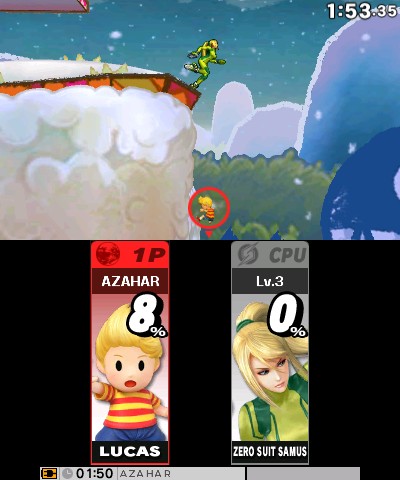 1:53.35
1P
CPU
AZAHAR
Lv.3
8%
0%
LUCAS
ZERO SUIT SAMUS
01:50 AZAHAR